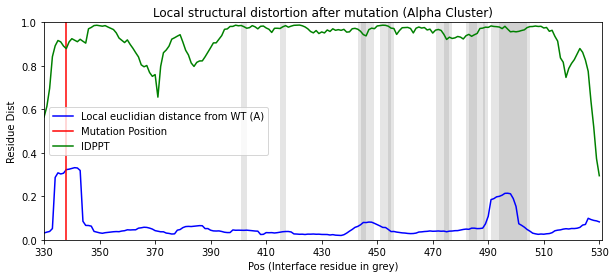 Local structural distortion after mutation (Alpha Cluster)
1.0
0.8
0.6
0.4
0.2
0.0
Residue Dist
Local euclidian distance from WT (A)
Mutation Position
lDPPT
330 350 370 390 410 430 450 470 490 510 530
Pos (Interface residue in grey)